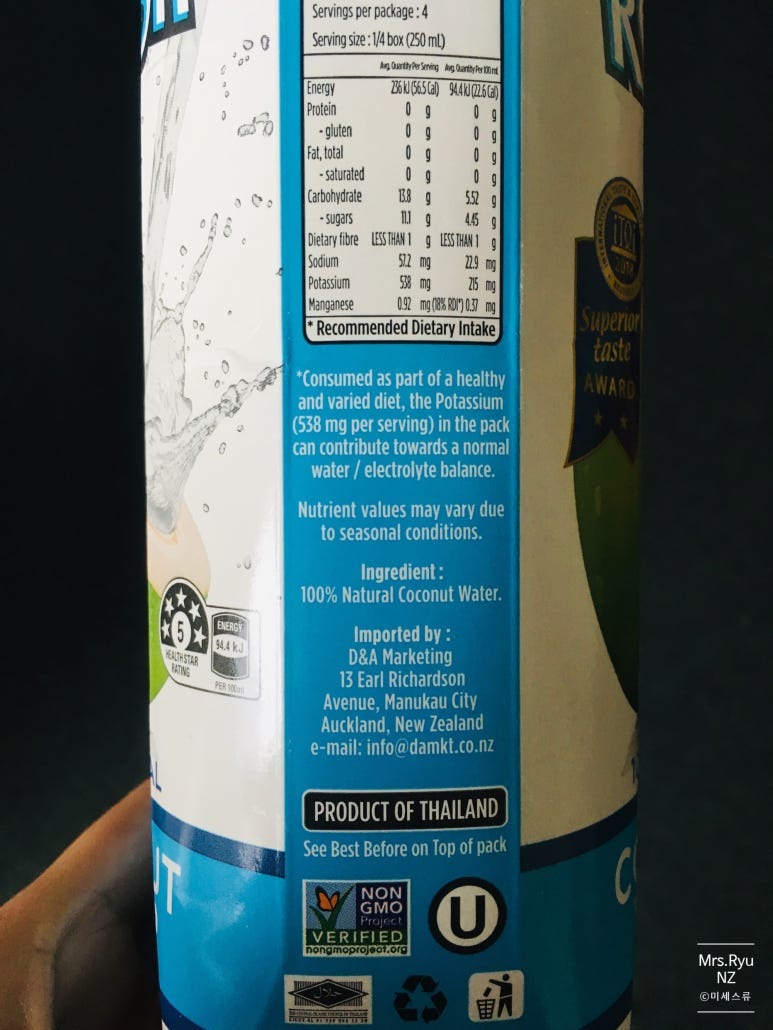 Servings per package : 4
Serving size : 1/4 box (250 mL)
Avg. Quantity Per Serving Avg. Quantity Per 100 ml
Energy 236 kJ (56.5 Cal) 94.4 kJ (22.6 Cal)
Protein 0 g 0 g
- gluten 0 g 0 g
Fat, total 0 g 0 g
- saturated 0 g 0 g
Carbohydrate 13.8 g 5.52 g
- sugars 11.1 g 4.45 g
Dietary fibre LESS THAN 1 g LESS THAN 1 g
Sodium 57.2 mg 22.9 mg
Potassium 538 mg 215 mg
Manganese 0.92 mg (18% RDI*) 0.37 mg
* Recommended Dietary Intake
*Consumed as part of a healthy
and varied diet, the Potassium
(538 mg per serving) in the pack
can contribute towards a normal
water / electrolyte balance.
Nutrient values may vary due
to seasonal conditions.
Ingredient :
100% Natural Coconut Water.
Imported by :
D&A Marketing
13 Earl Richardson
Avenue, Manukau City
Auckland, New Zealand
e-mail: info@damkt.co.nz
PRODUCT OF THAILAND
See Best Before on Top of pack
NON
GMO
Project
VERIFIED
nongmoproject.org
U
حلال
5
HEALTH STAR
RATING
ENERGY
94.4 kJ
PER 100ml
iTQi
2018
Superior
taste
AWARD
Mrs.Ryu
NZ
©미세스류